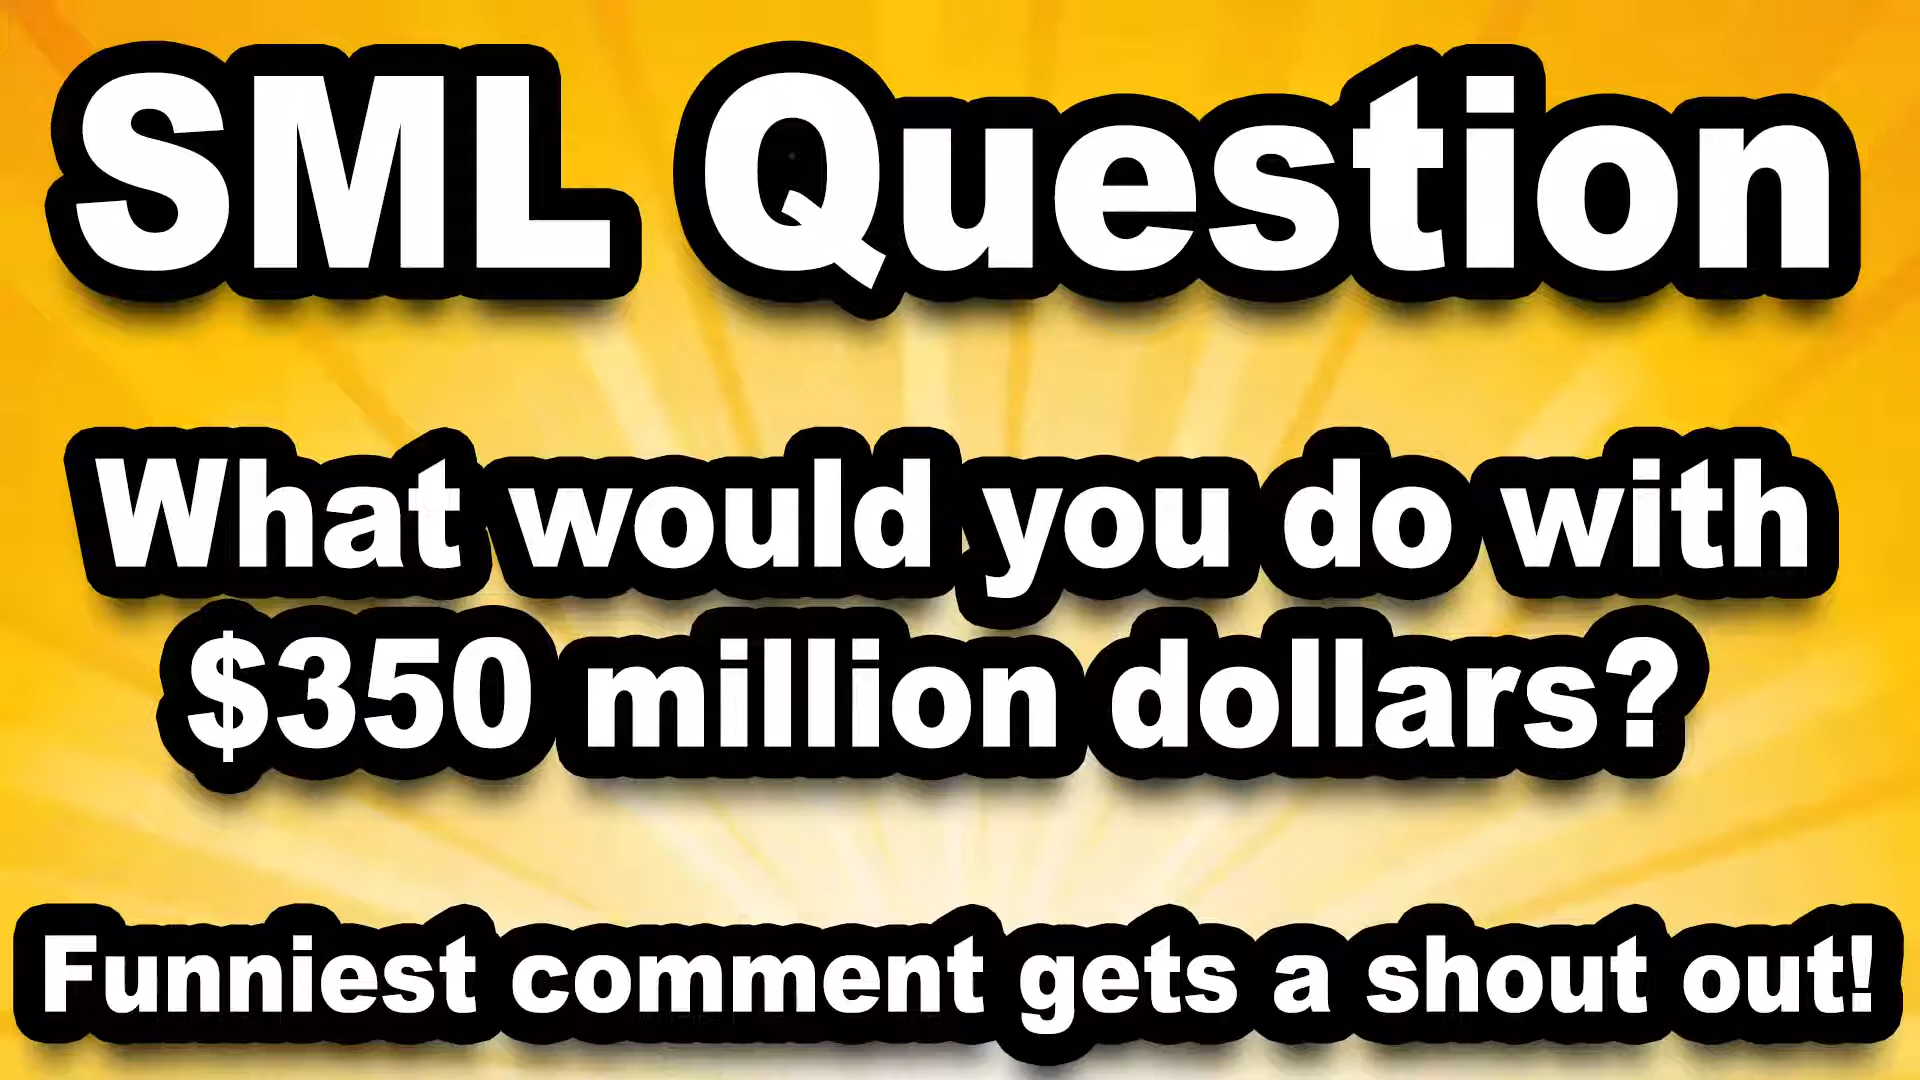 SML Question
What would you do with
$350 million dollars?
Funniest comment gets a shout out!